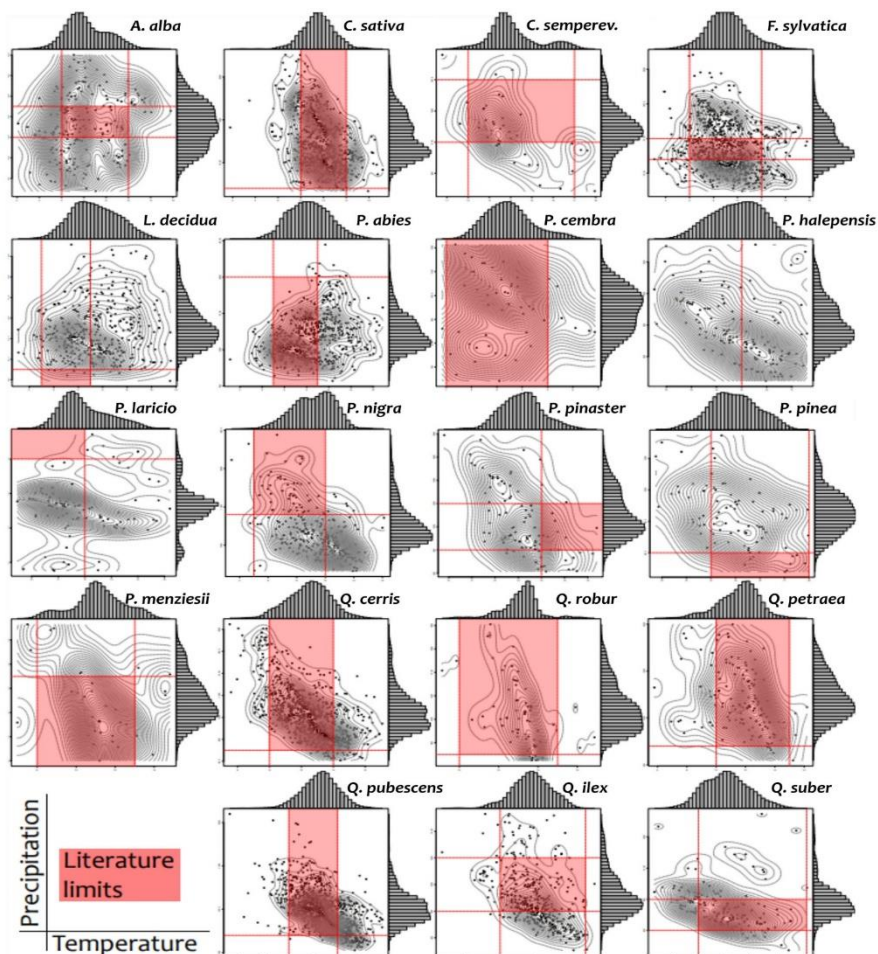 A. alba
C. sativa
C. semperev.
F. sylvatica
L. decidua
P. abies
P. cembra
P. halepensis
P. laricio
P. nigra
P. pinaster
P. pinea
P. menziesii
Q. cerris
Q. robur
Q. petraea
Q. pubescens
Q. ilex
Q. suber
Precipitation
Literature
limits
Temperature